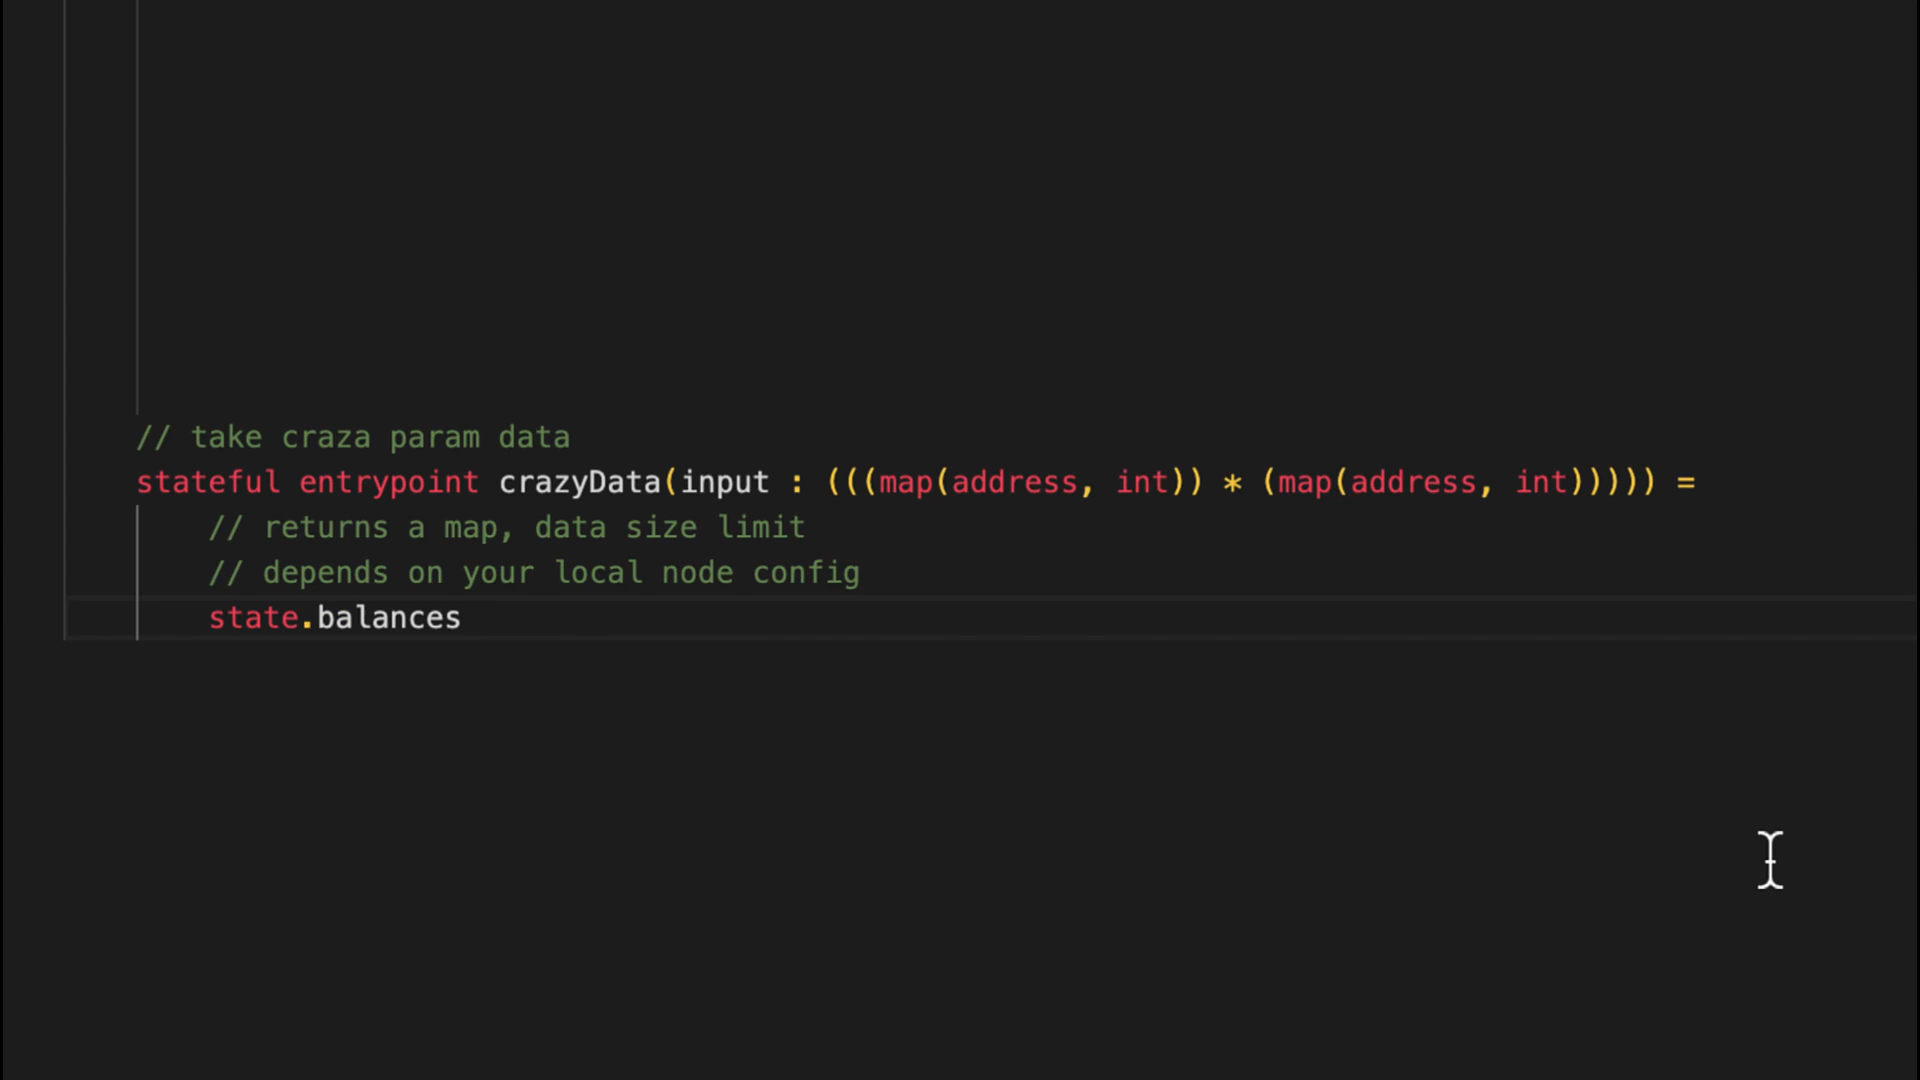 // take craza param data
stateful entrypoint crazyData(input : (((map(address, int)) * (map(address, int))))) =
// returns a map, data size limit
// depends on your local node config
state.balances